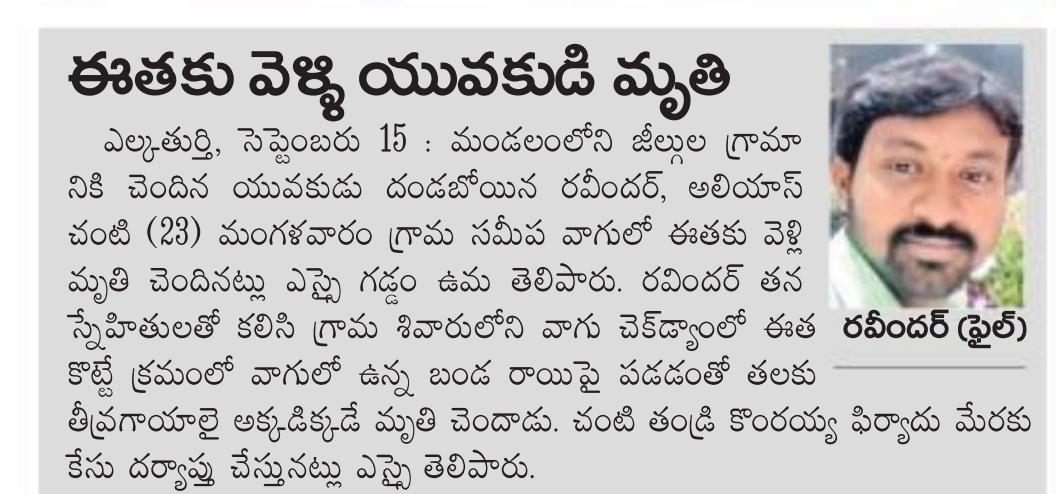 ఈతకు వెళ్ళి యువకుడి మృతి
ఎల్కతుర్తి, సెప్టెంబరు 15 : మండలంలోని జీల్గుల గ్రామా
నికి చెందిన యువకుడు దండబోయిన రవీందర్, అలియాస్
చంటి (23) మంగళవారం గ్రామ సమీప వాగులో ఈతకు వెళ్లి
మృతి చెందినట్లు ఎస్సై గడ్డం ఉమ తెలిపారు. రవిందర్ తన
స్నేహితులతో కలిసి గ్రామ శివారులోని వాగు చెక్‌డ్యాంలో ఈత
కొట్టే క్రమంలో వాగులో ఉన్న బండ రాయిపై పడడంతో తలకు
తీవ్రగాయాలై అక్కడిక్కడే మృతి చెందాడు. చంటి తండ్రి కొంరయ్య ఫిర్యాదు మేరకు
కేసు దర్యాప్తు చేస్తునట్లు ఎస్సై తెలిపారు.
రవీందర్ (ఫైల్)